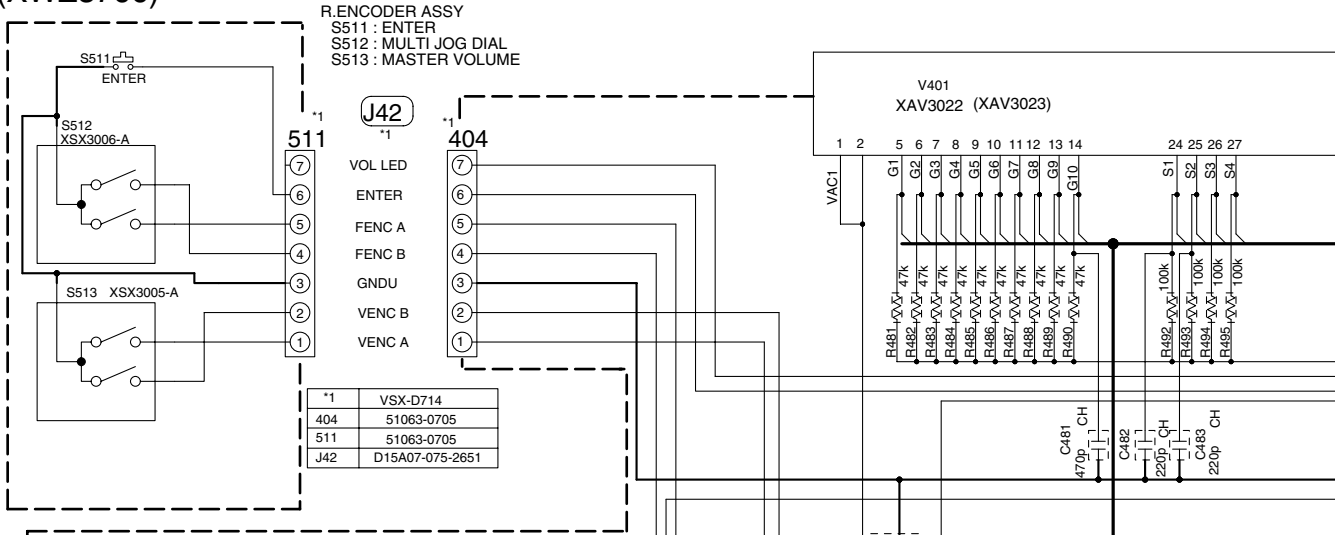 R.ENCODER ASSY
S511 : ENTER
S512 : MULTI JOG DIAL
S513 : MASTER VOLUME
S511
ENTER
S512
XSX3006-A
S513 XSX3005-A
*1
511
J42
*1
*1
404
7 VOL LED 7
6 ENTER 6
5 FENC A 5
4 FENC B 4
3 GNDU 3
2 VENC B 2
1 VENC A 1
*1 VSX-D714
404 51063-0705
511 51063-0705
J42 D15A07-075-2651
V401
XAV3022 (XAV3023)
1 2 5 6 7 8 9 10 11 12 13 14 24 25 26 27
VAC1 G1 G2 G3 G4 G5 G6 G7 G8 G9 G10 S1 S2 S3 S4
47k 47k 47k 47k 47k 47k 47k 47k 47k 47k 100k 100k 100k 100k
R481 R482 R483 R484 R485 R486 R487 R488 R489 R490 R492 R493 R494 R495
CH CH CH
C481 C482 C483
470p 220p 220p